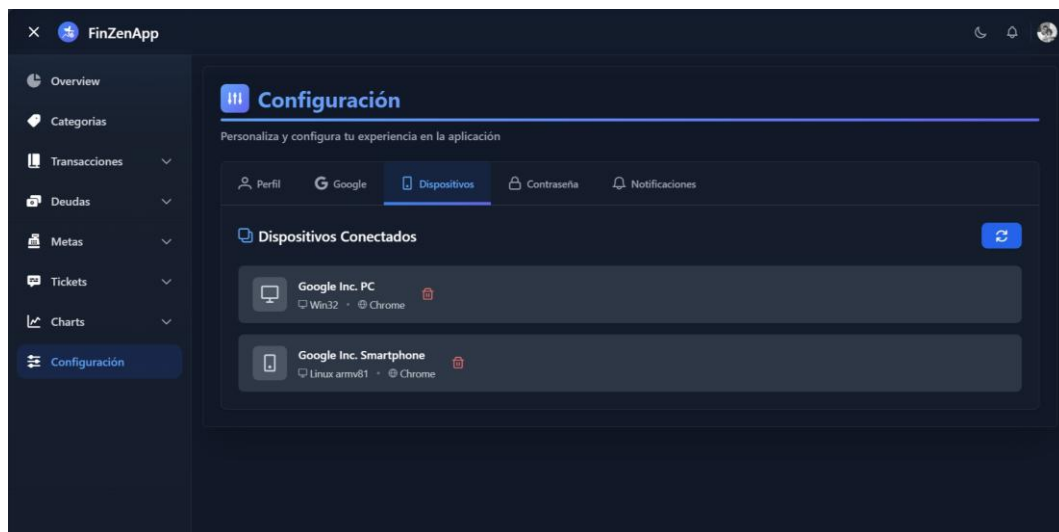 FinZenApp
Overview
Categorias
Transacciones
Deudas
Metas
Tickets
Charts
Configuración
Configuración
Personaliza y configura tu experiencia en la aplicación
Perfil
Google
Dispositivos
Contraseña
Notificaciones
Dispositivos Conectados
Google Inc. PC
Win32 • Chrome
Google Inc. Smartphone
Linux armv81 • Chrome